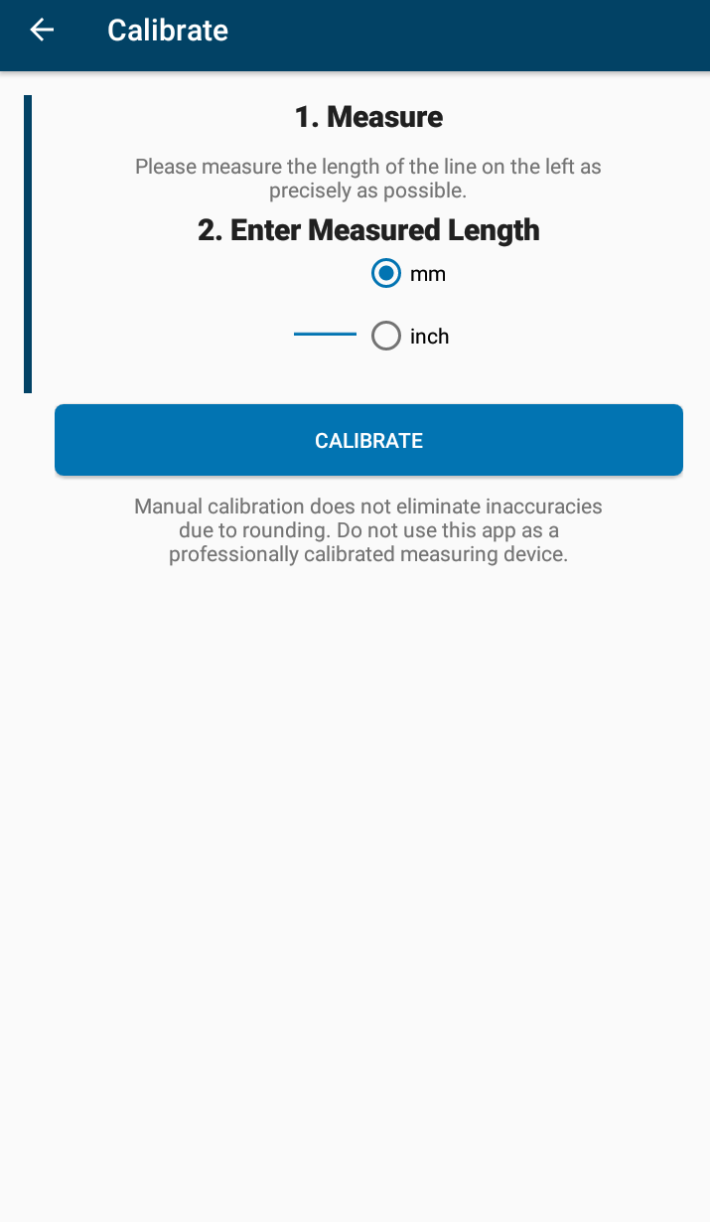 Calibrate
1. Measure
Please measure the length of the line on the left as
precisely as possible.
2. Enter Measured Length
mm
inch
CALIBRATE
Manual calibration does not eliminate inaccuracies
due to rounding. Do not use this app as a
professionally calibrated measuring device.